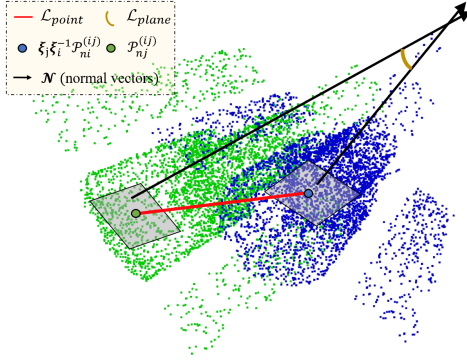 ℒ_point ℒ_plane
ξ_j ξ_i^{-1} 𝒫_{ni}^{(ij)} 𝒫_{nj}^{(ij)}
𝒩 (normal vectors)